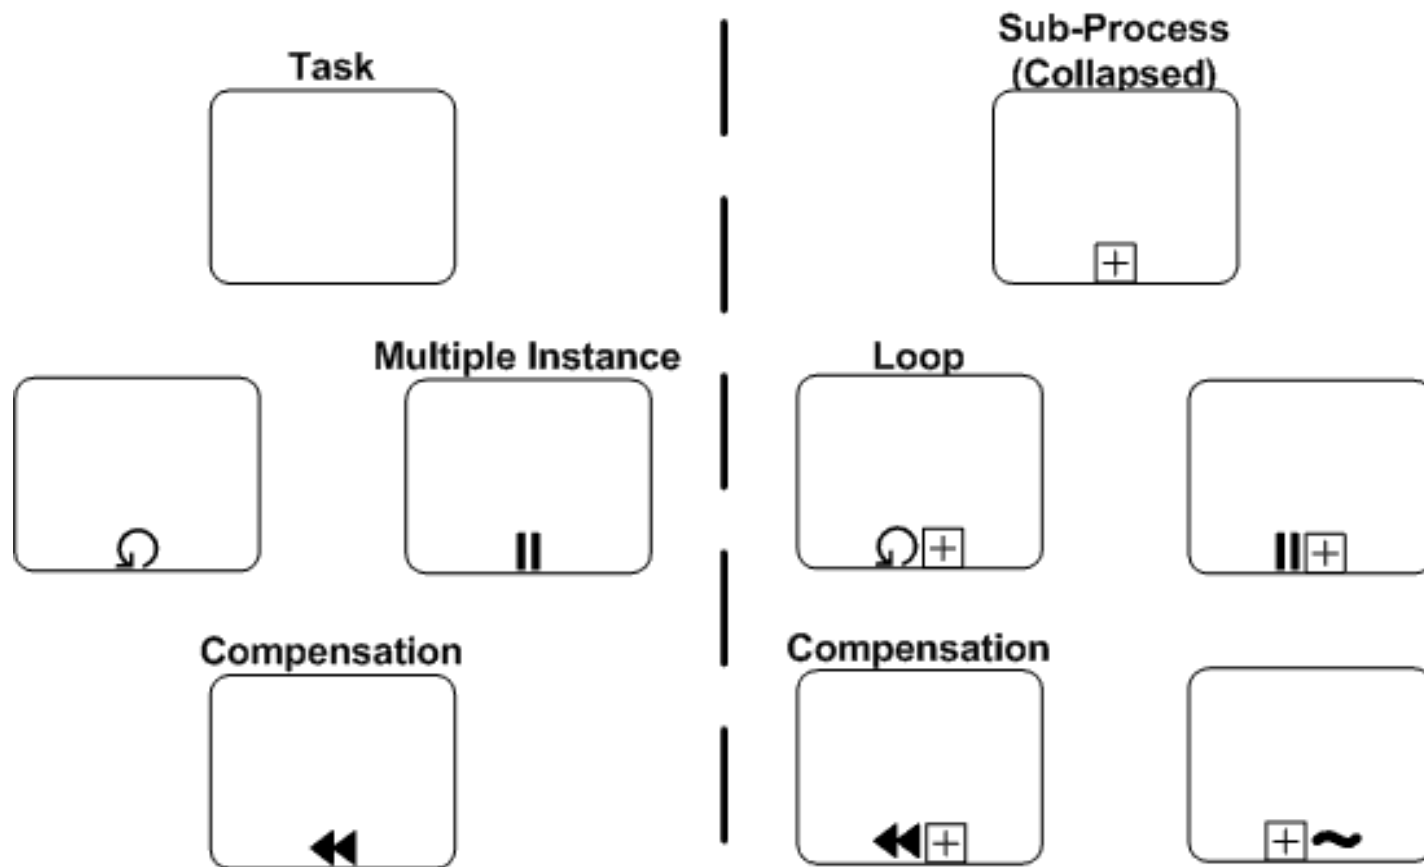 Task
Sub-Process
(Collapsed)
Multiple Instance
Loop
Compensation
Compensation